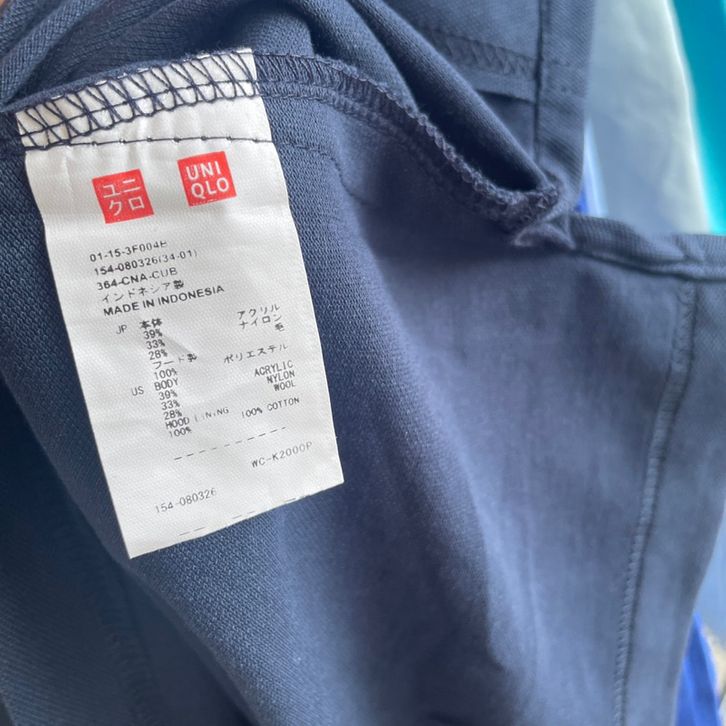 ユニ
クロ
UNI
QLO
01-15-3F004B
154-080326(34-01)
364-CNA-CUB
インドネシア製
MADE IN INDONESIA
JP 本体
39% アクリル
33% ナイロン
28% 毛
フード製
100% ポリエステル
US BODY
39% ACRYLIC
33% NYLON
28% WOOL
HOOD LINING
100% 100% COTTON
WC-K2000P
154-080326